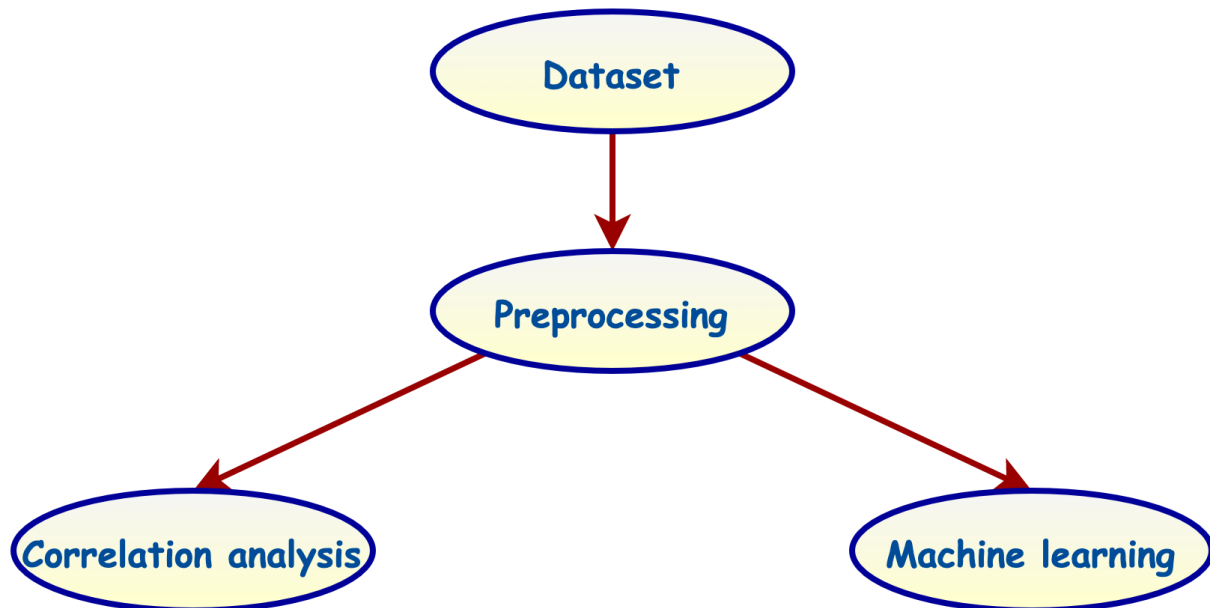 Dataset
Preprocessing
Correlation analysis
Machine learning